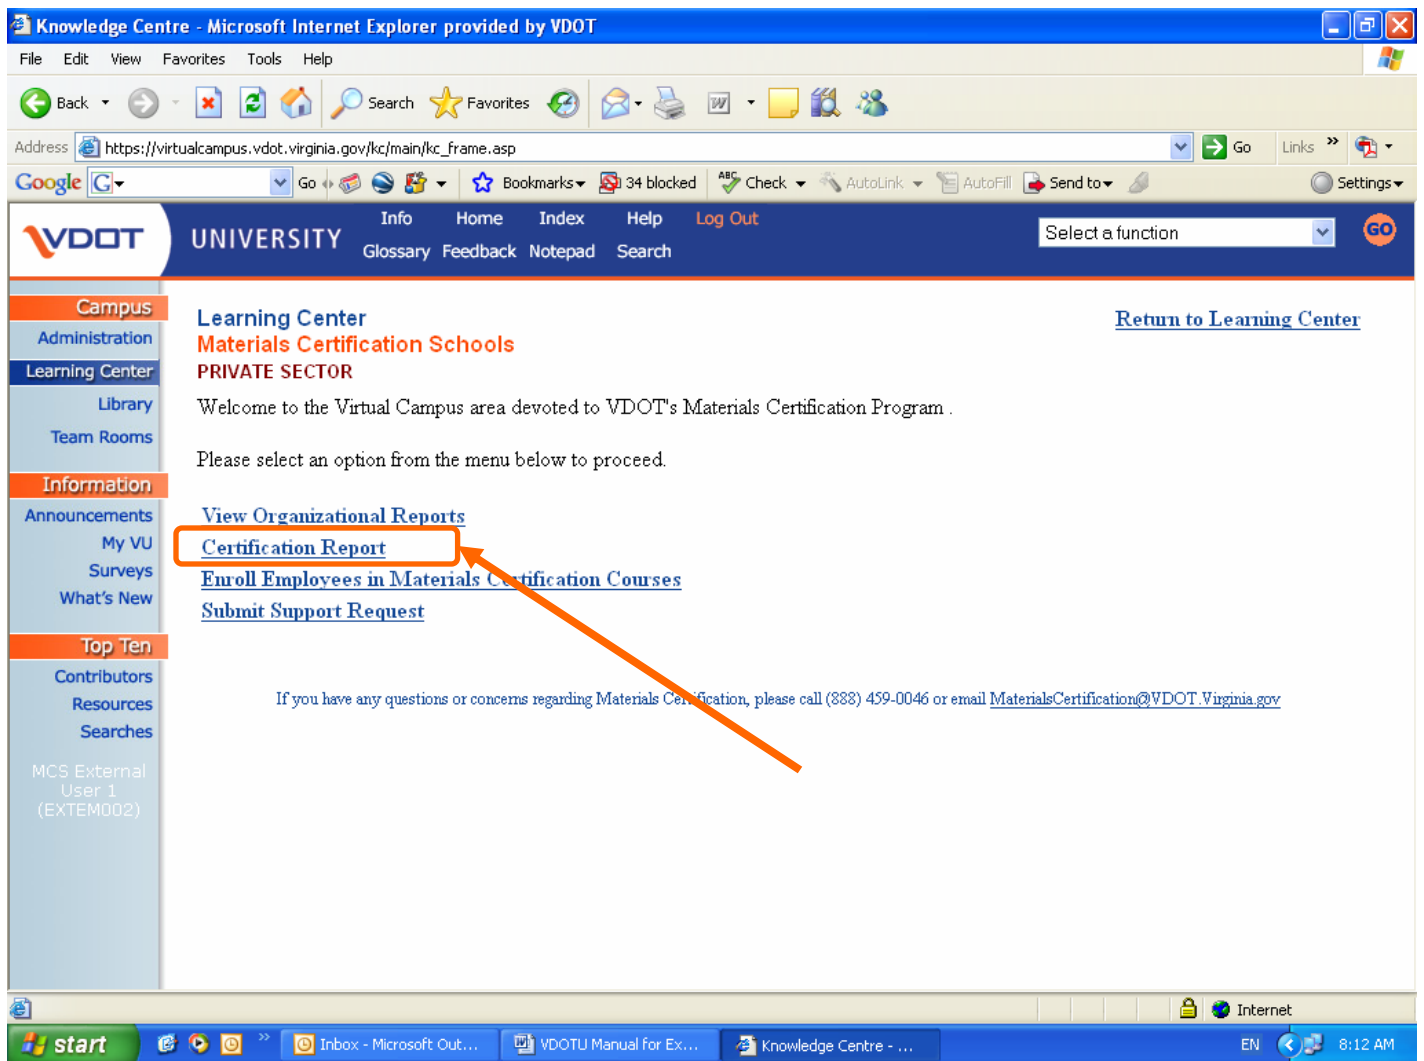 Knowledge Centre - Microsoft Internet Explorer provided by VDOT
File Edit View Favorites Tools Help
Back Search Favorites
Address https://virtualcampus.vdot.virginia.gov/kc/main/kc_frame.asp Go Links »
Google G Go Bookmarks 34 blocked ABC Check AutoLink AutoFill Send to Settings
VDOT UNIVERSITY
Info Home Index Help Log Out
Glossary Feedback Notepad Search
Select a function GO
Campus
Administration
Learning Center
Library
Team Rooms
Information
Announcements
My VU
Surveys
What's New
Top Ten
Contributors
Resources
Searches
MCS External
User 1
(EXTEM002)
Learning Center
Return to Learning Center
Materials Certification Schools
PRIVATE SECTOR
Welcome to the Virtual Campus area devoted to VDOT's Materials Certification Program .
Please select an option from the menu below to proceed.
View Organizational Reports
Certification Report
Enroll Employees in Materials Certification Courses
Submit Support Request
If you have any questions or concerns regarding Materials Certification, please call (888) 459-0046 or email MaterialsCertification@VDOT.Virginia.gov
Internet
start » Inbox - Microsoft Out... VDOTU Manual for Ex... Knowledge Centre - ... EN 8:12 AM